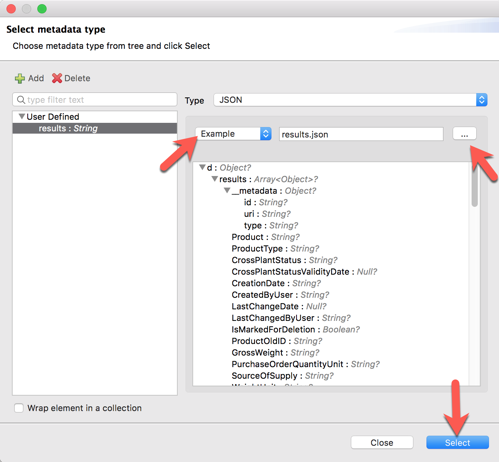 Select metadata type
Select metadata type
Choose metadata type from tree and click Select
Add Delete
type filter text
Type JSON
User Defined
results : String
Example results.json ...
d : Object?
results : Array<Object>?
__metadata : Object?
id : String?
uri : String?
type : String?
Product : String?
ProductType : String?
CrossPlantStatus : String?
CrossPlantStatusValidityDate : Null?
CreationDate : String?
CreatedByUser : String?
LastChangeDate : Null?
LastChangedByUser : String?
IsMarkedForDeletion : Boolean?
ProductOldID : String?
GrossWeight : String?
PurchaseOrderQuantityUnit : String?
SourceOfSupply : String?
Wrap element in a collection
Close Select